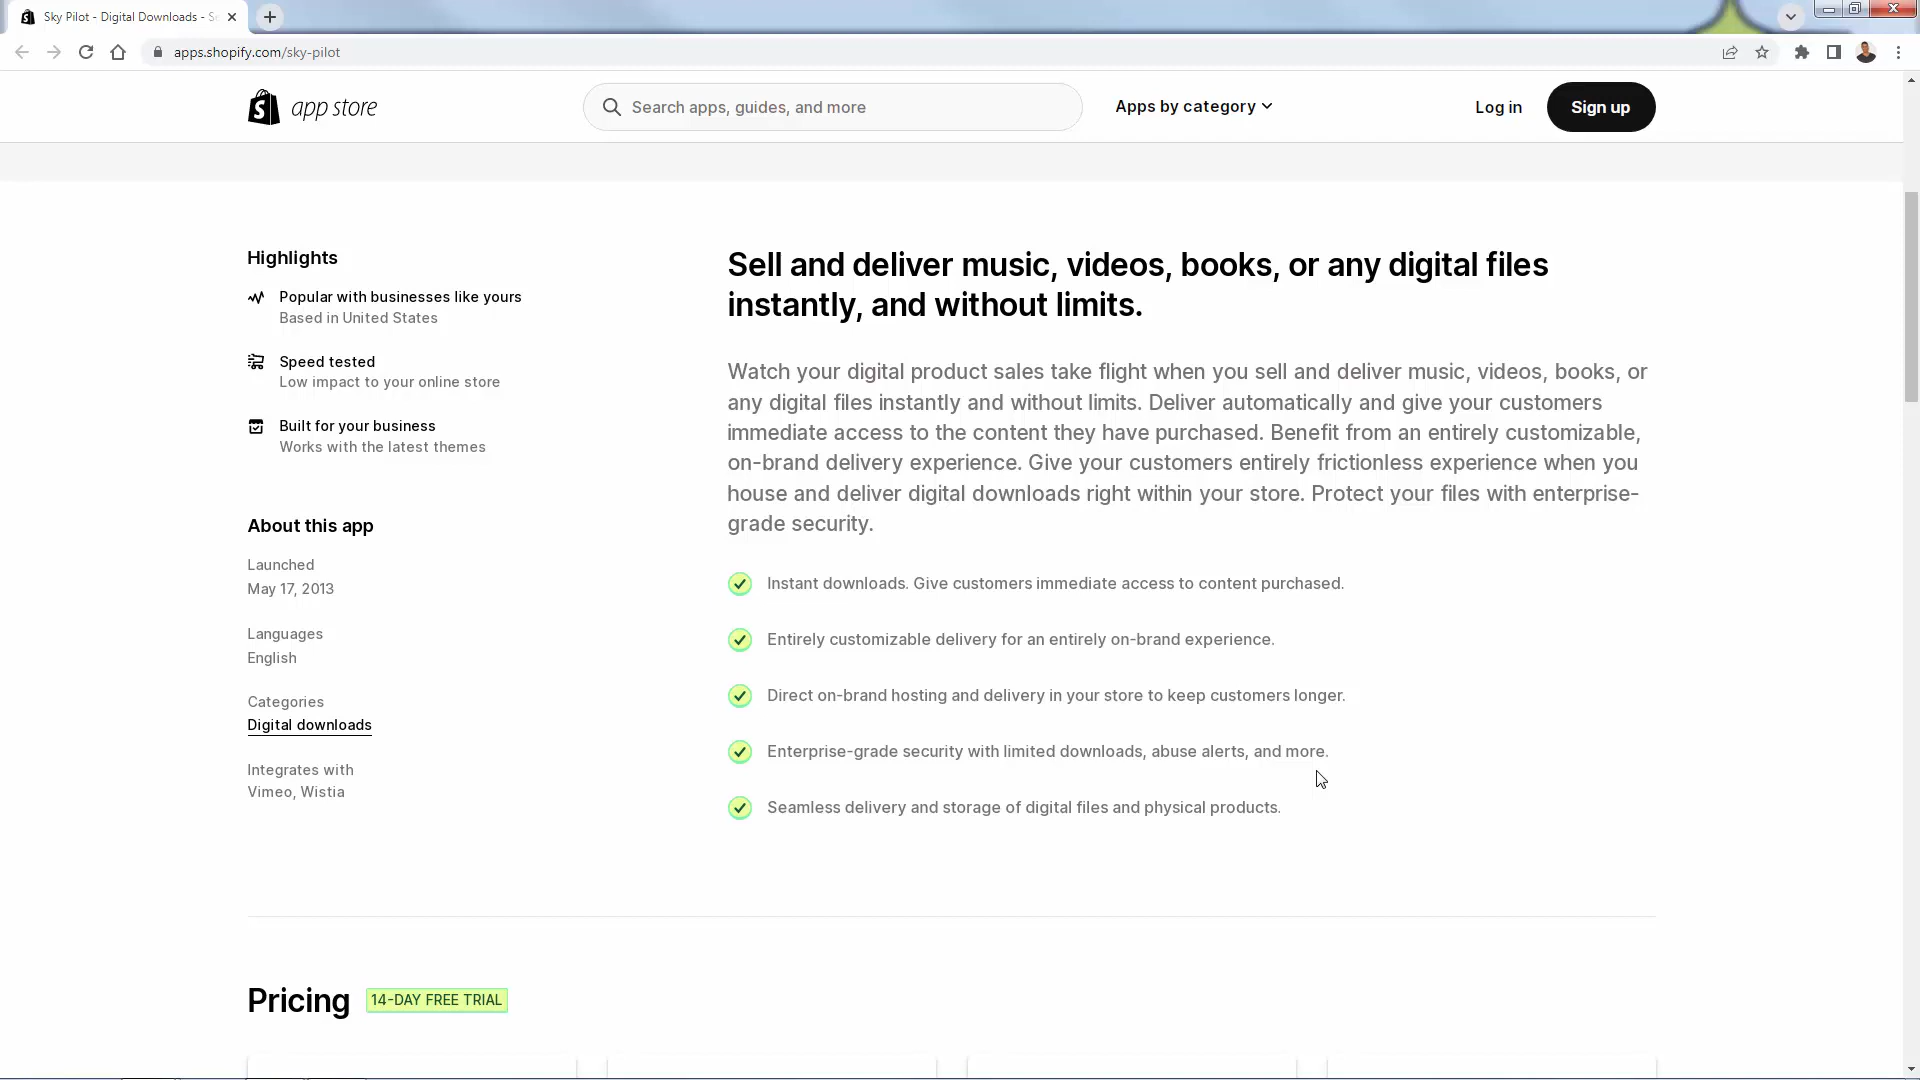 Sky Pilot - Digital Downloads - S
apps.shopify.com/sky-pilot
app store
Search apps, guides, and more
Apps by category
Log in
Sign up
Highlights
Popular with businesses like yours
Based in United States
Speed tested
Low impact to your online store
Built for your business
Works with the latest themes
About this app
Launched
May 17, 2013
Languages
English
Categories
Digital downloads
Integrates with
Vimeo, Wistia
Sell and deliver music, videos, books, or any digital files
instantly, and without limits.
Watch your digital product sales take flight when you sell and deliver music, videos, books, or
any digital files instantly and without limits. Deliver automatically and give your customers
immediate access to the content they have purchased. Benefit from an entirely customizable,
on-brand delivery experience. Give your customers entirely frictionless experience when you
house and deliver digital downloads right within your store. Protect your files with enterprise-
grade security.
Instant downloads. Give customers immediate access to content purchased.
Entirely customizable delivery for an entirely on-brand experience.
Direct on-brand hosting and delivery in your store to keep customers longer.
Enterprise-grade security with limited downloads, abuse alerts, and more.
Seamless delivery and storage of digital files and physical products.
Pricing
14-DAY FREE TRIAL